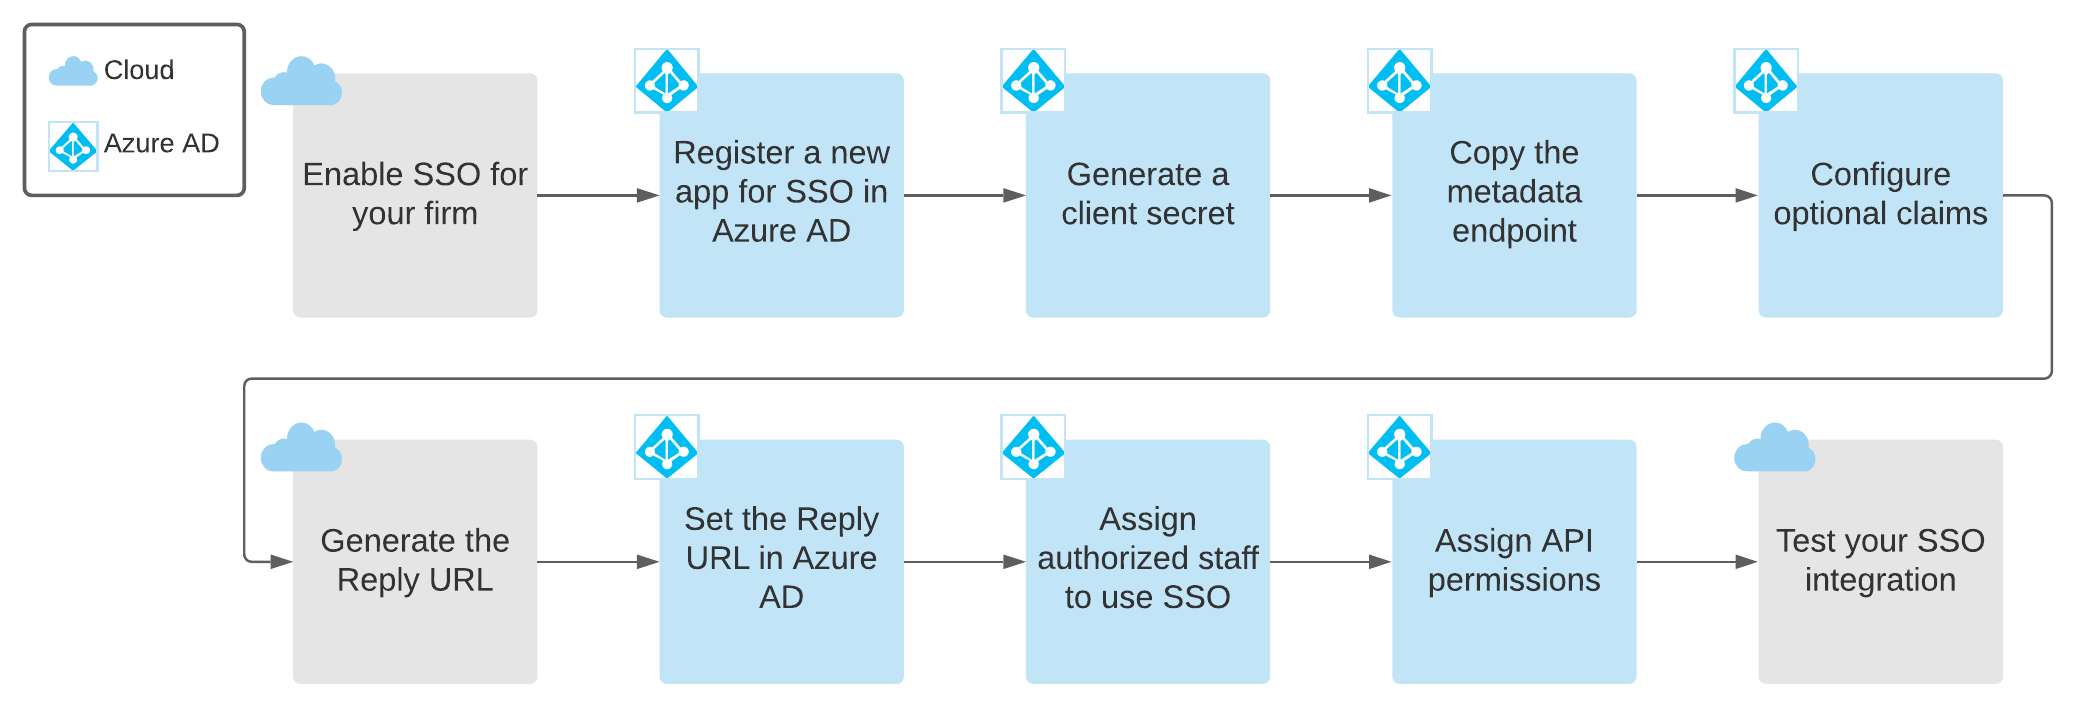 Cloud
Azure AD
Enable SSO for
your firm
Register a new
app for SSO in
Azure AD
Generate a
client secret
Copy the
metadata
endpoint
Configure
optional claims
Generate the
Reply URL
Set the Reply
URL in Azure
AD
Assign
authorized staff
to use SSO
Assign API
permissions
Test your SSO
integration